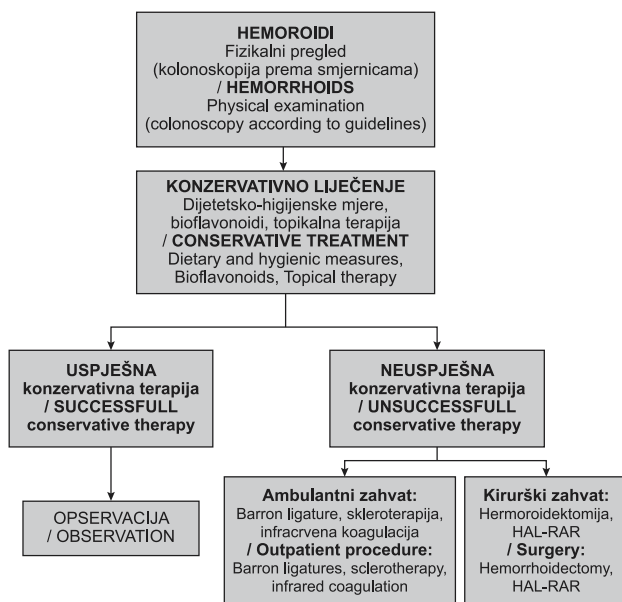 HEMOROIDI
Fizikalni pregled
(kolonoskopija prema smjernicama)
/ HEMORRHOIDS
Physical examination
(colonoscopy according to guidelines)
KONZERVATIVNO LIJEČENJE
Dijetetsko-higijenske mjere,
bioflavonoidi, topikalna terapija
/ CONSERVATIVE TREATMENT
Dietary and hygienic measures,
Bioflavonoids, Topical therapy
USPJEŠNA
konzervativna terapija
/ SUCCESSFULL
conservative therapy
NEUSPJEŠNA
konzervativna terapija
/ UNSUCCESSFULL
conservative therapy
OPSERVACIJA
/ OBSERVATION
Ambulantni zahvat:
Barron ligature, skleroterapija,
infracrvena koagulacija
/ Outpatient procedure:
Barron ligatures, sclerotherapy,
infrared coagulation
Kirurški zahvat:
Hermoroidektomija,
HAL-RAR
/ Surgery:
Hemorrhoidectomy,
HAL-RAR